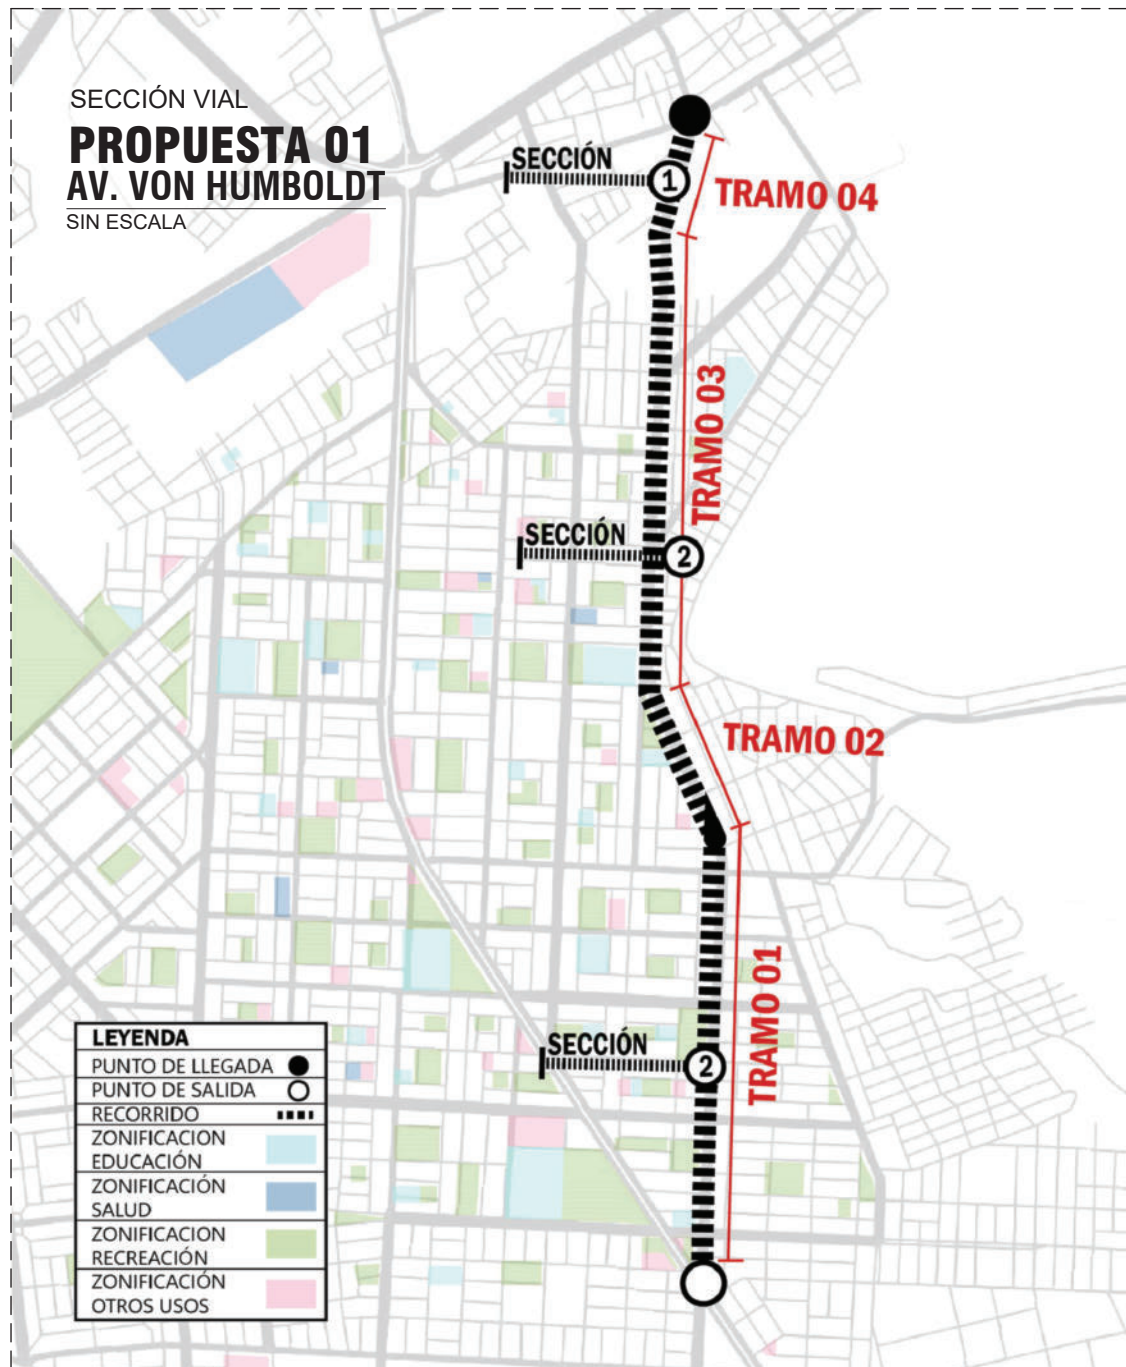 SECCIÓN VIAL
PROPUESTA 01
AV. VON HUMBOLDT
SIN ESCALA
SECCIÓN
1
TRAMO 04
TRAMO 03
SECCIÓN
2
TRAMO 02
TRAMO 01
SECCIÓN
2
LEYENDA
PUNTO DE LLEGADA
PUNTO DE SALIDA
RECORRIDO
ZONIFICACION
EDUCACIÓN
ZONIFICACIÓN
SALUD
ZONIFICACION
RECREACIÓN
ZONIFICACIÓN
OTROS USOS